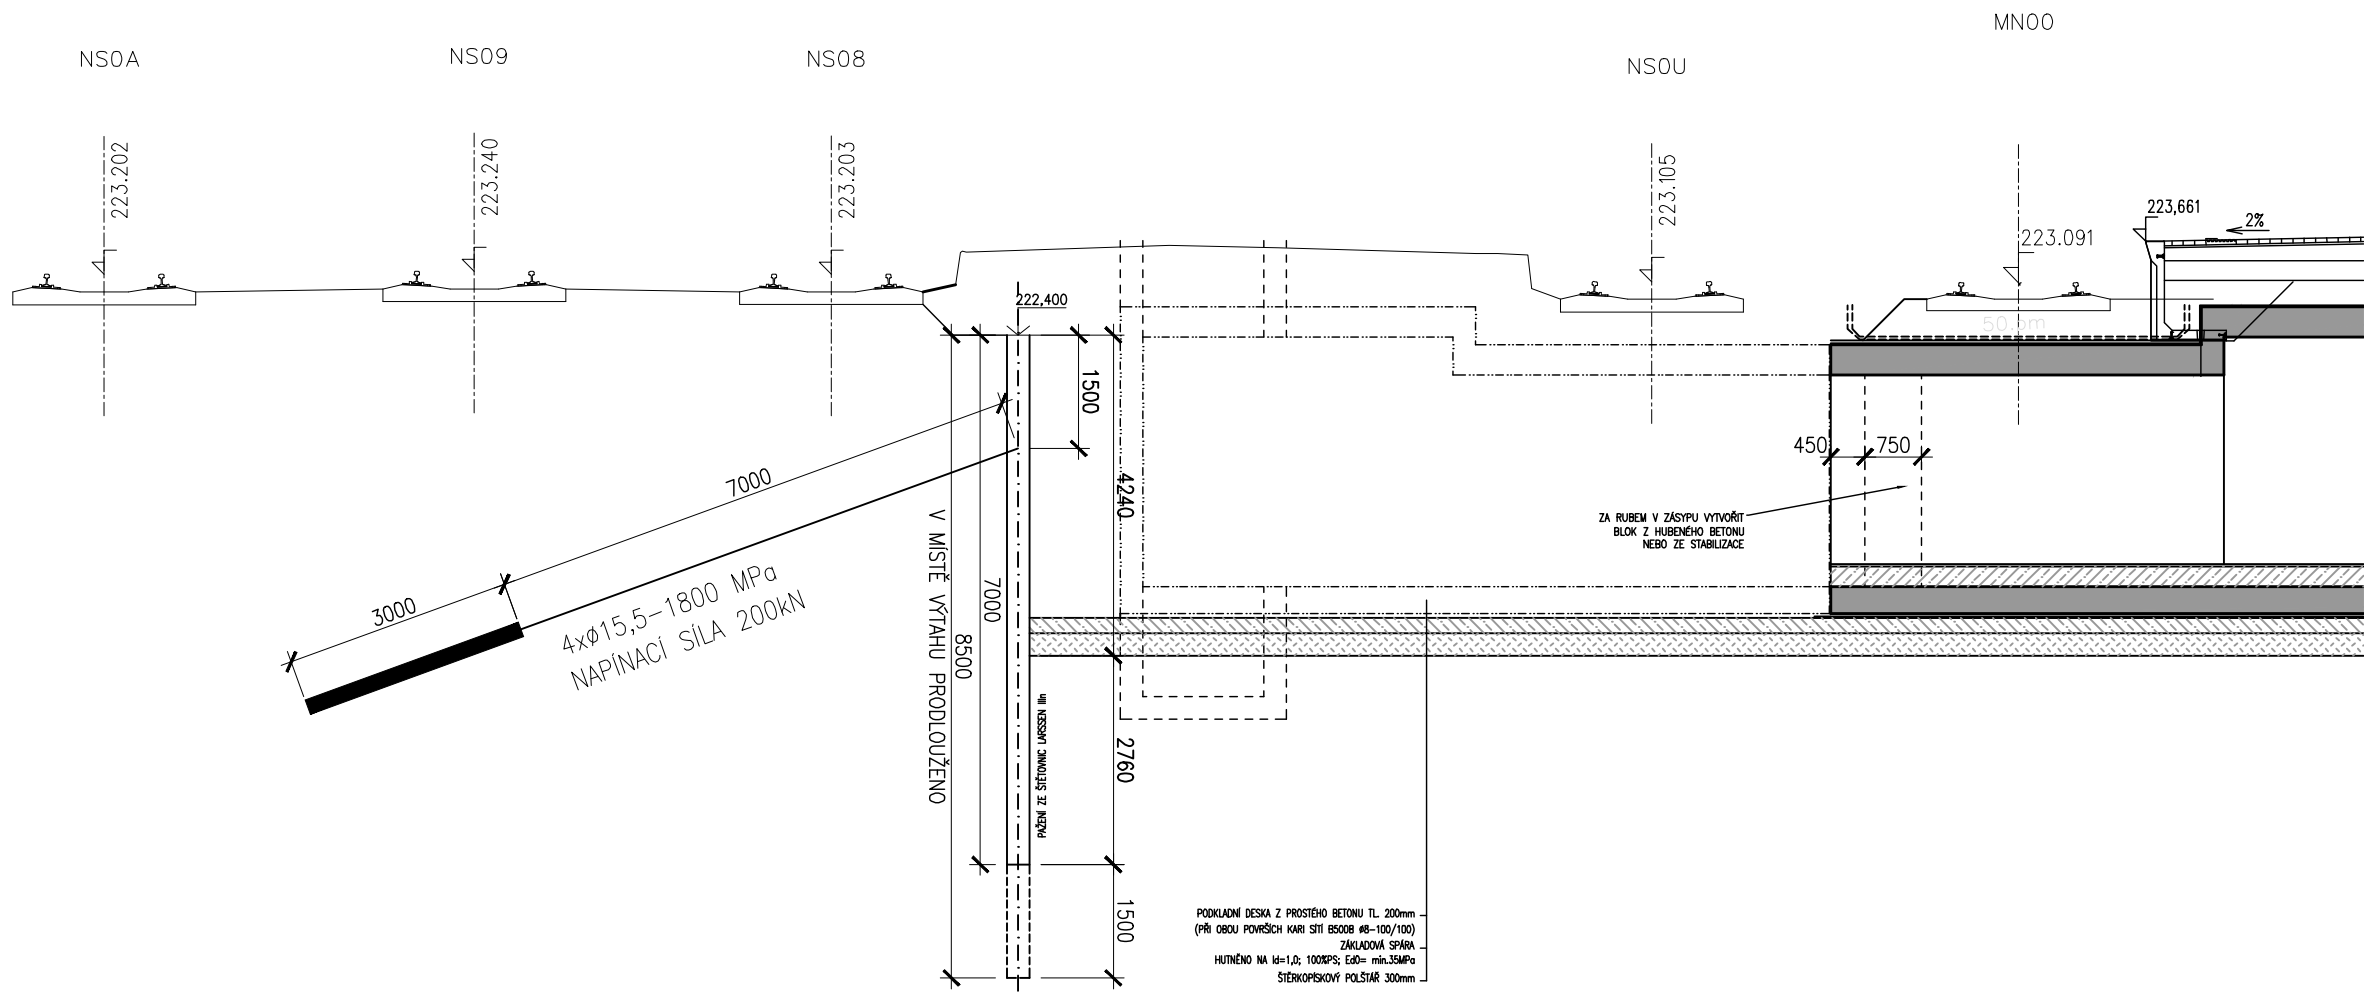 NS0A
NS09
NS08
NS0U
MN00
223.202
223.240
223.203
223.105
223.091
223,661
2%
222,400
50.5m
1500
4240
7000
3000
4xø15,5-1800 MPa
NAPÍNACÍ SÍLA 200kN
V MÍSTĚ VÝTAHU PRODLOUŽENO
8500
7000
PAŽENÍ ZE ŠTĚTOVNIC LARSSEN IIIn
2760
1500
450
750
ZA RUBEM V ZÁSYPU VYTVOŘIT
BLOK Z HUBENÉHO BETONU
NEBO ZE STABILIZACE
PODKLADNÍ DESKA Z PROSTÉHO BETONU TL. 200mm
(PŘI OBOU POVRŠÍCH KARI SÍTÍ B500B ø8-100/100)
ZÁKLADOVÁ SPÁRA
HUTNĚNO NA Id=1,0; 100%PS; Ed0= min.35MPa
ŠTĚRKOPÍSKOVÝ POLŠTÁŘ 300mm